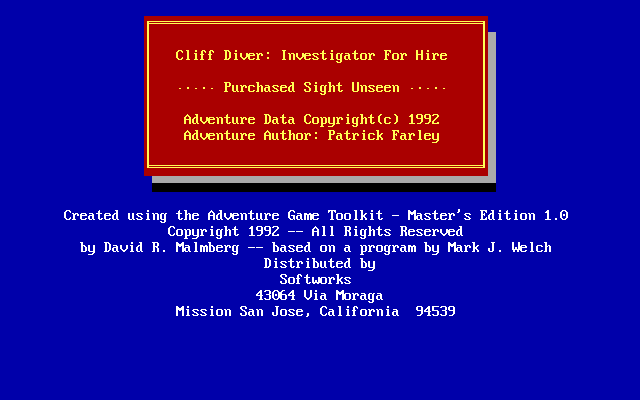 Cliff Diver: Investigator For Hire
····· Purchased Sight Unseen ·····
Adventure Data Copyright(c) 1992
Adventure Author: Patrick Farley
Created using the Adventure Game Toolkit - Master's Edition 1.0
Copyright 1992 -- All Rights Reserved
by David R. Malmberg -- based on a program by Mark J. Welch
Distributed by
Softworks
43064 Via Moraga
Mission San Jose, California  94539